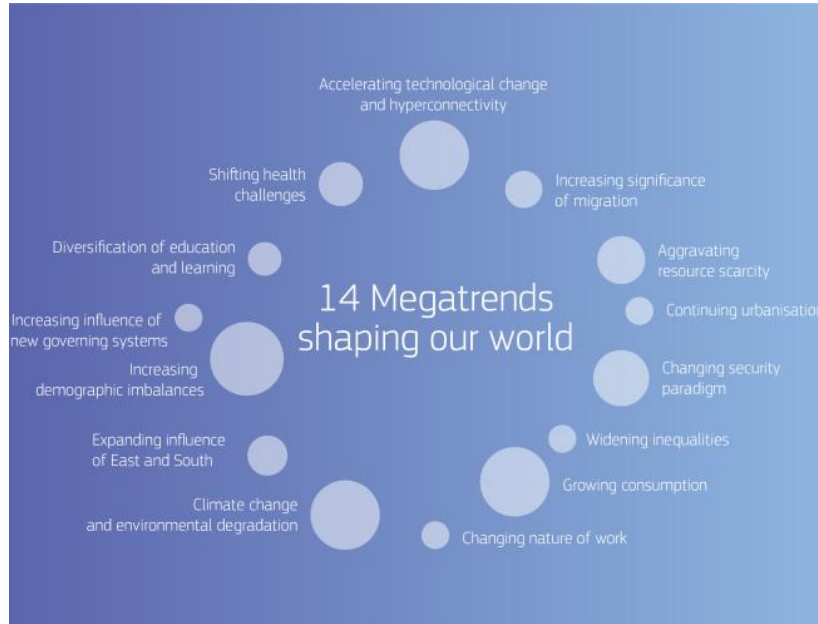 Accelerating technological change
and hyperconnectivity
Shifting health
challenges
Increasing significance
of migration
Diversification of education
and learning
Aggravating
resource scarcity
14 Megatrends
shaping our world
Increasing influence of
new governing systems
Continuing urbanisation
Increasing
demographic imbalances
Changing security
paradigm
Expanding influence
of East and South
Widening inequalities
Growing consumption
Climate change
and environmental degradation
Changing nature of work